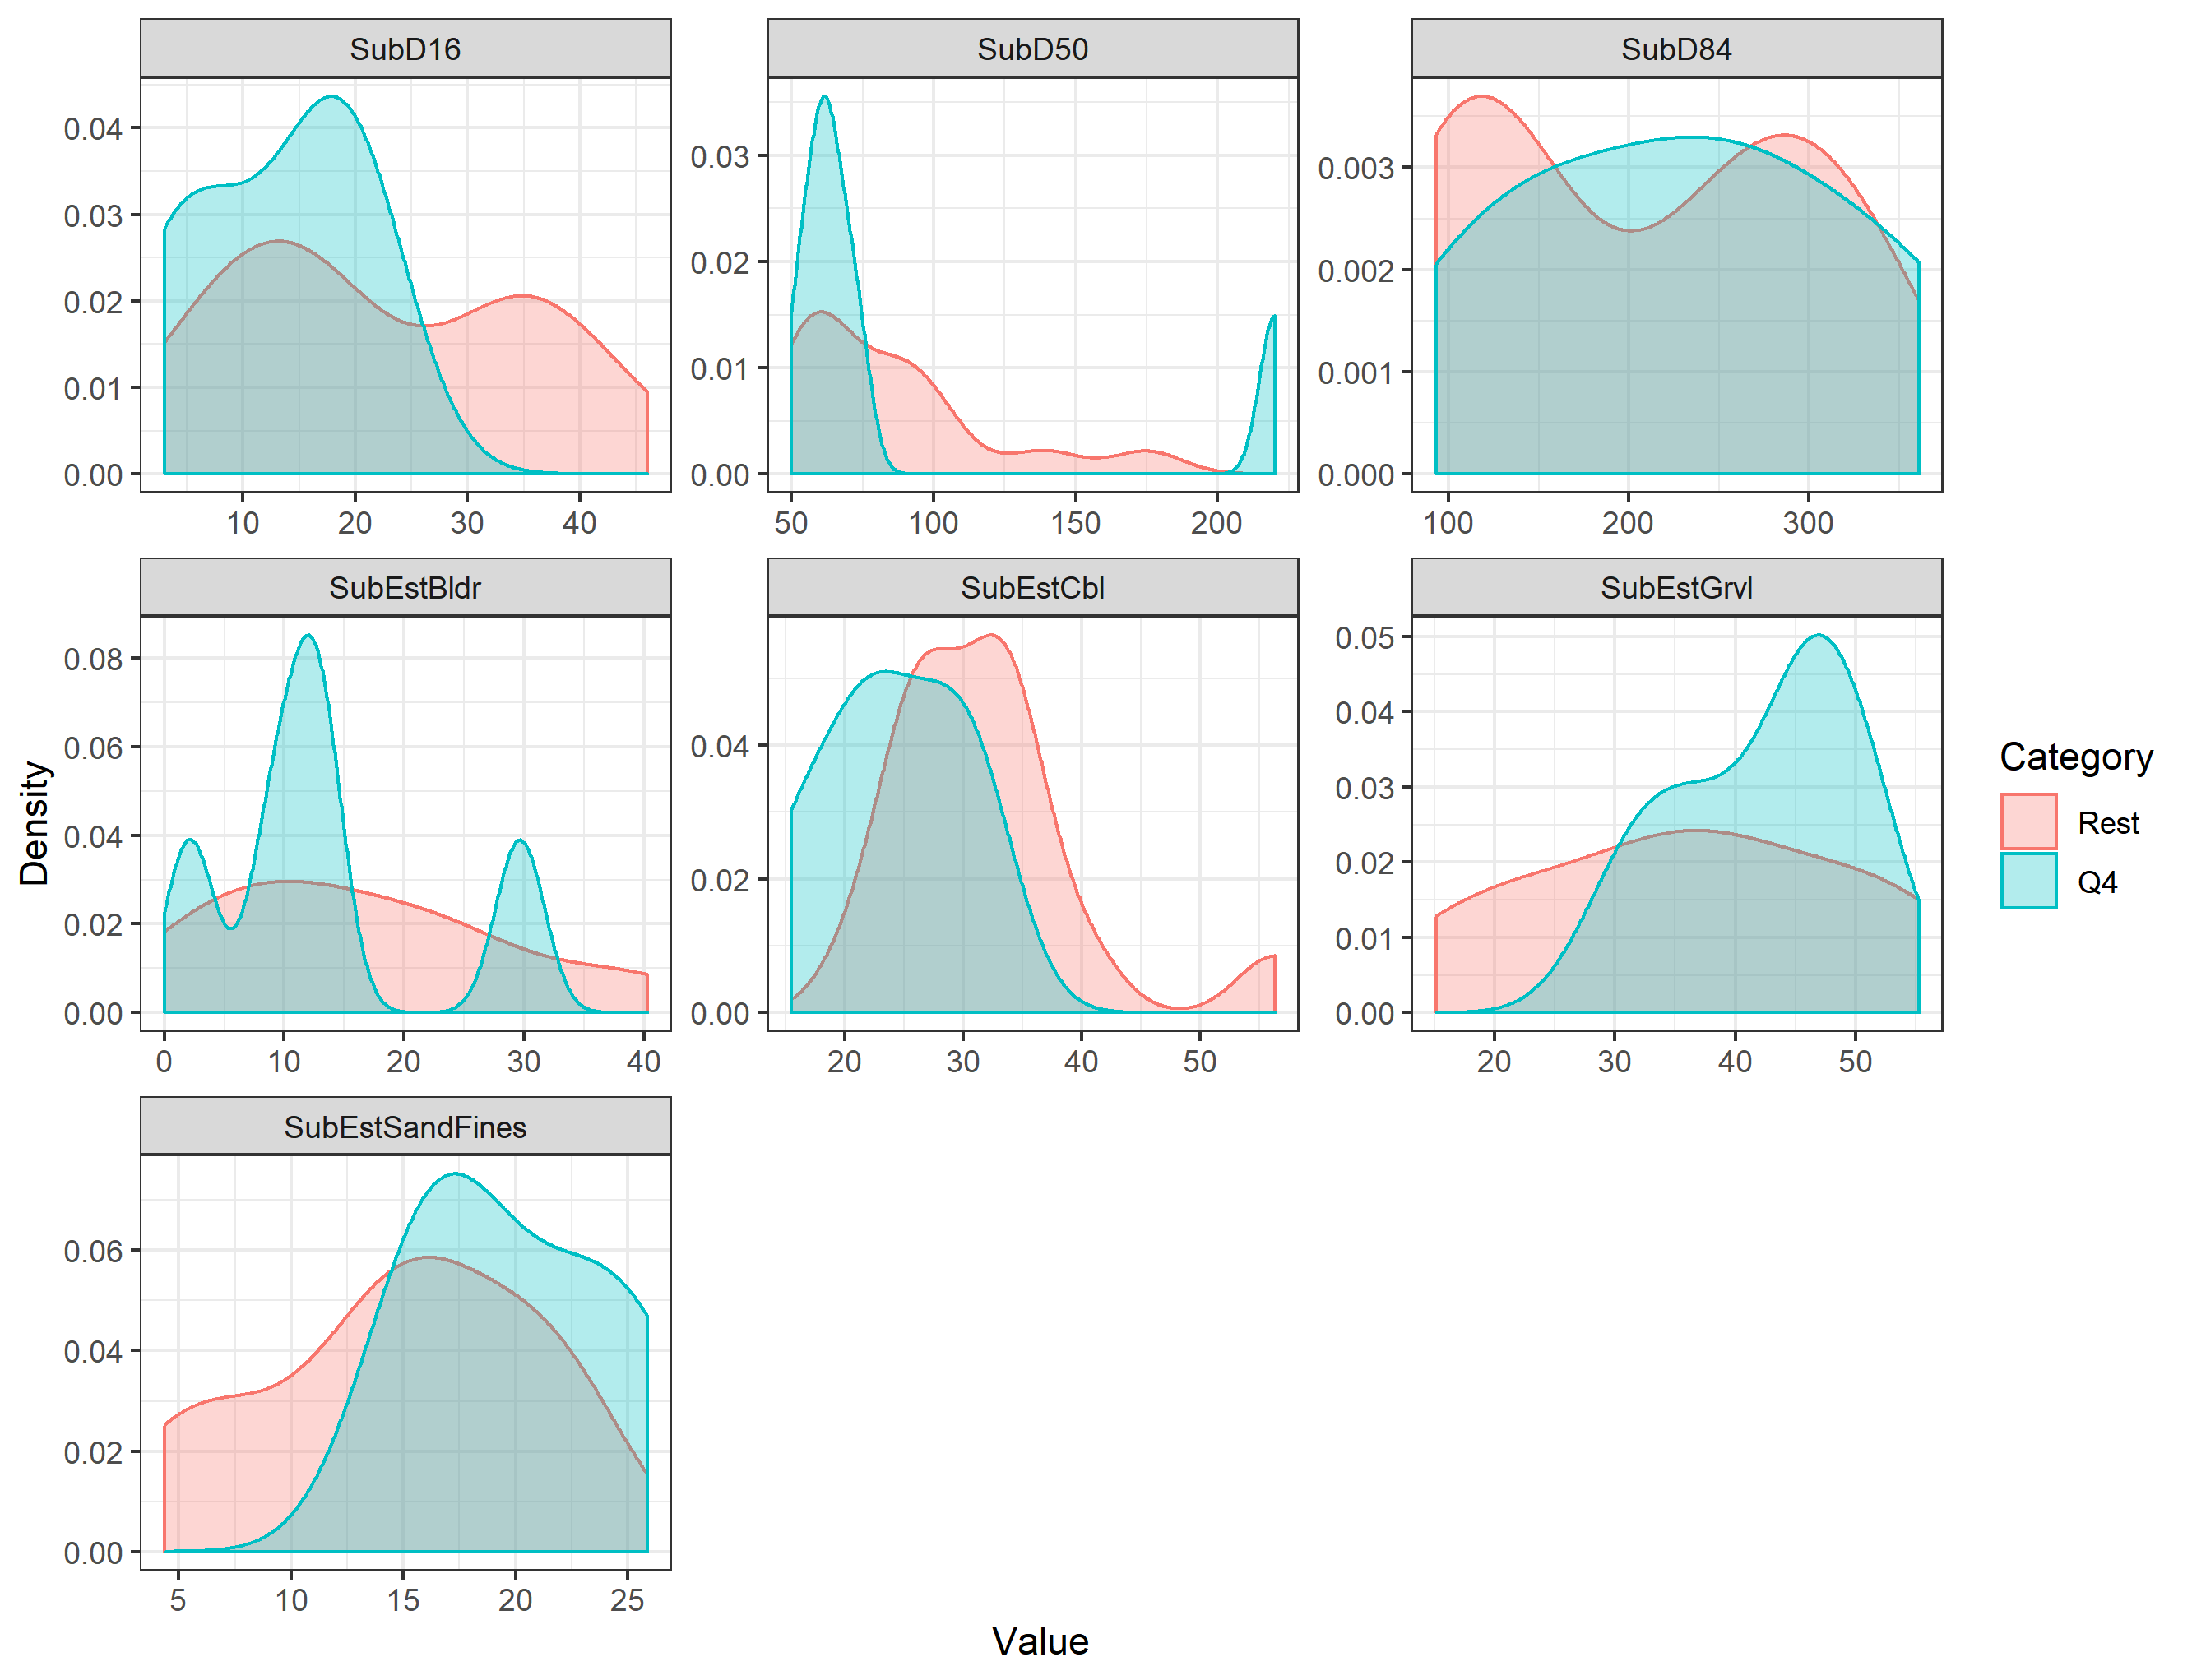 SubD16
SubD50
SubD84
0.04
0.03
0.02
0.01
0.00
0.03
0.02
0.01
0.00
0.003
0.002
0.001
0.000
10 20 30 40
50 100 150 200
100 200 300
SubEstBldr
SubEstCbl
SubEstGrvl
0.08
0.06
0.04
0.02
0.00
0.04
0.02
0.00
0.05
0.04
0.03
0.02
0.01
0.00
0 10 20 30 40
20 30 40 50
20 30 40 50
SubEstSandFines
0.06
0.04
0.02
0.00
5 10 15 20 25
Density
Value
Category
Rest
Q4